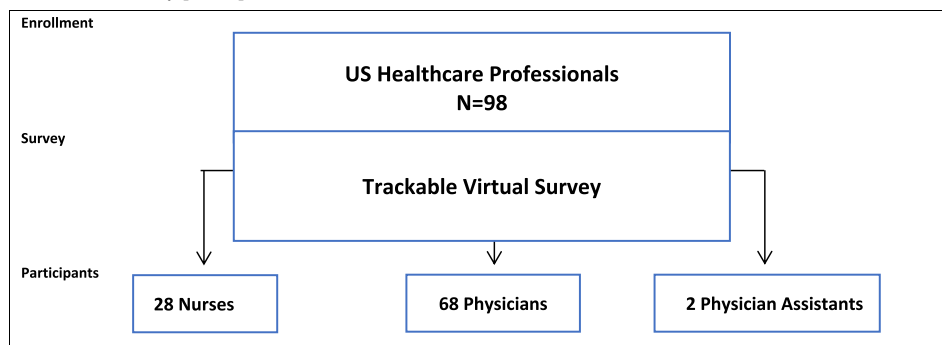 Enrollment
US Healthcare Professionals
N=98
Survey
Trackable Virtual Survey
Participants
28 Nurses
68 Physicians
2 Physician Assistants